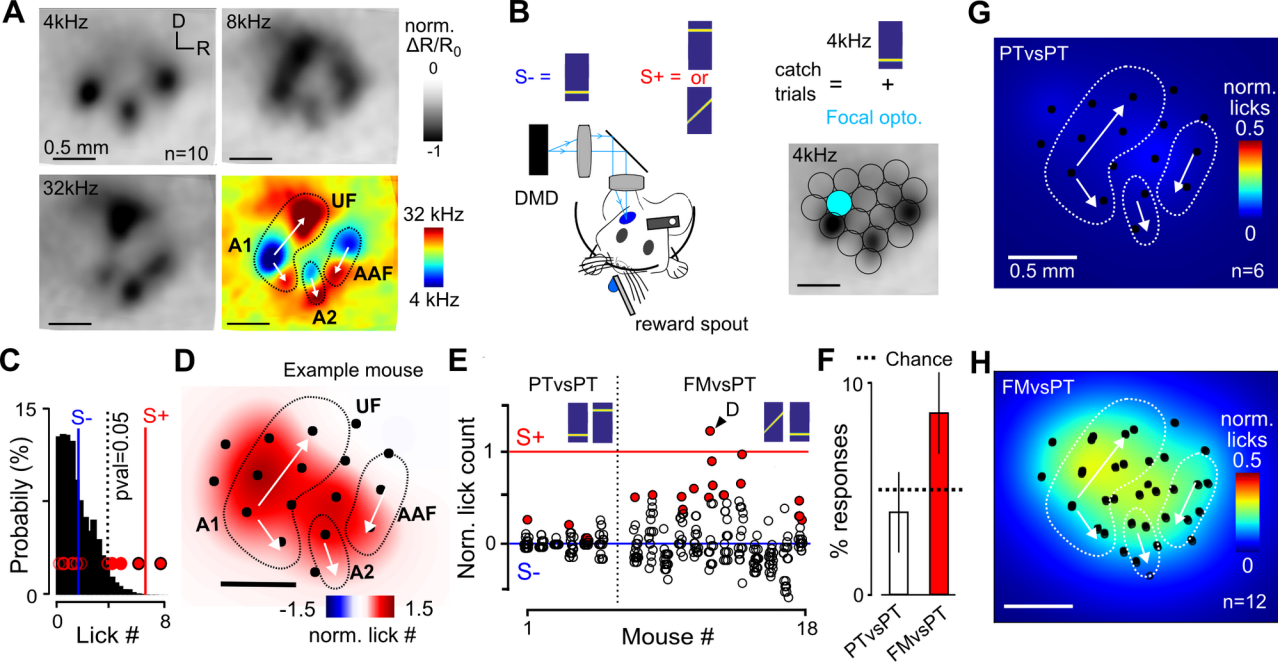 A
4kHz
D
R
0.5 mm
n=10
8kHz
norm.
ΔR/R0
0
-1
32kHz
UF
A1
AAF
A2
32 kHz
4 kHz
B
S- =
S+ = or
4kHz
catch
trials
=
+
Focal opto.
DMD
4kHz
reward spout
C
15
0
Probabily (%)
S-
pval=0.05
S+
0
8
Lick #
D
Example mouse
UF
A1
AAF
A2
-1.5
1.5
norm. lick #
E
PTvsPT
FMvsPT
D
S+
1
0
S-
Norm. lick count
1
18
Mouse #
F
Chance
10
0
% responses
PTvsPT
FMvsPT
G
PTvsPT
norm.
licks
0.5
0
0.5 mm
n=6
H
FMvsPT
norm.
licks
0.5
0
n=12